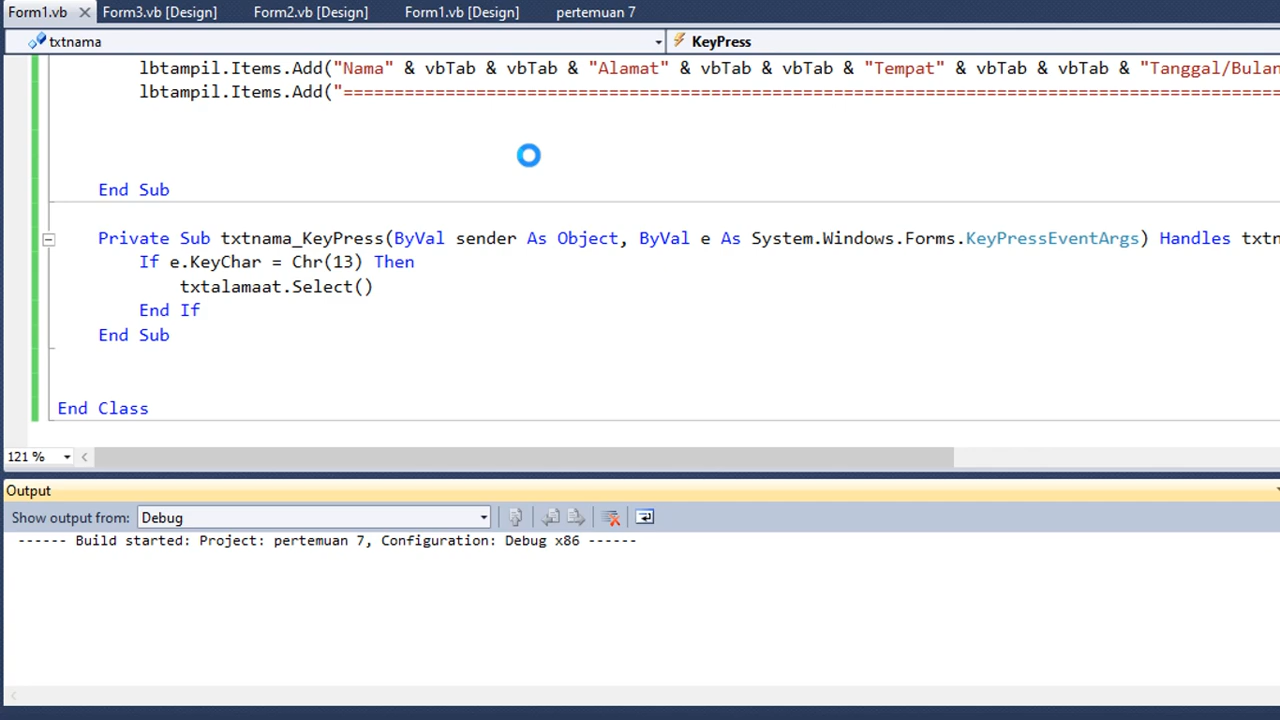 Form1.vb Form3.vb [Design] Form2.vb [Design] Form1.vb [Design] pertemuan 7
txtnama KeyPress
lbtampil.Items.Add("Nama" & vbTab & vbTab & "Alamat" & vbTab & vbTab & "Tempat" & vbTab & vbTab & "Tanggal/Bulan
lbtampil.Items.Add("============================================================================================
End Sub
Private Sub txtnama_KeyPress(ByVal sender As Object, ByVal e As System.Windows.Forms.KeyPressEventArgs) Handles txtn
If e.KeyChar = Chr(13) Then
txtalamaat.Select()
End If
End Sub
End Class
121 %
Output
Show output from: Debug
------ Build started: Project: pertemuan 7, Configuration: Debug x86 ------